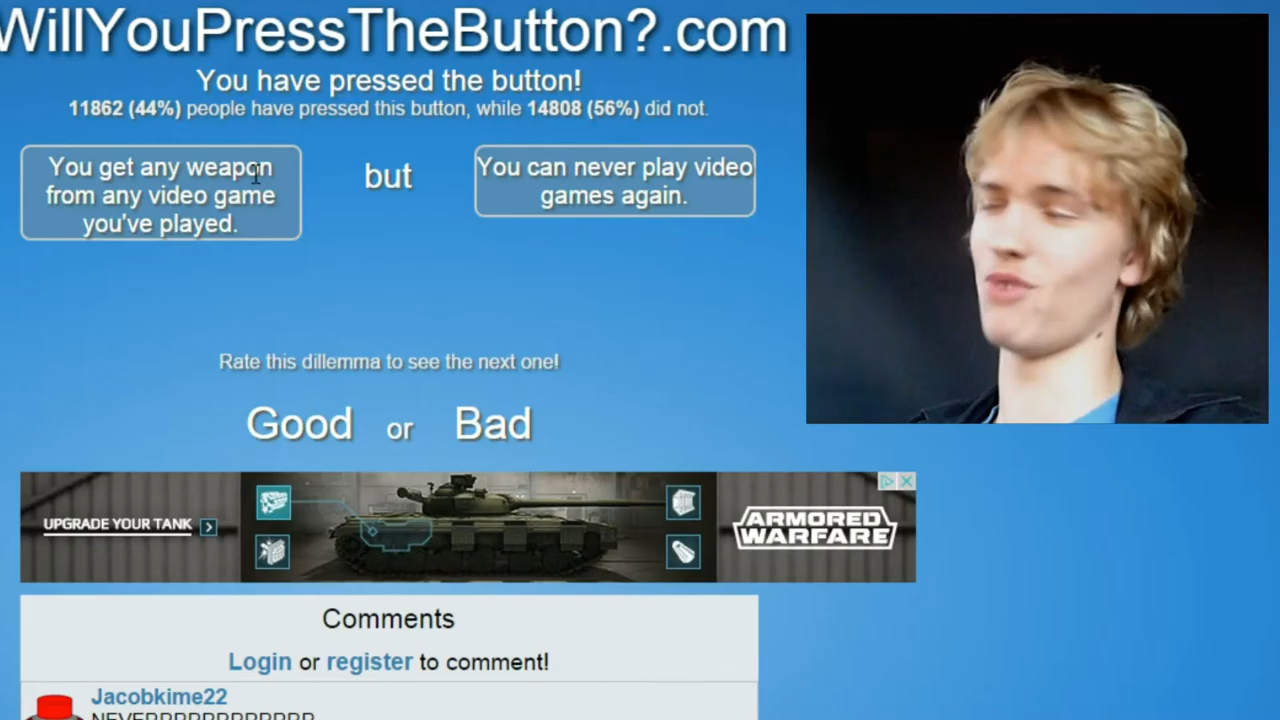 WillYouPressTheButton?.com
You have pressed the button!
11862 (44%) people have pressed this button, while 14808 (56%) did not.
You get any weapon
from any video game
you've played.
but
You can never play video
games again.
Rate this dillemma to see the next one!
Good or Bad
UPGRADE YOUR TANK
ARMORED
WARFARE
Comments
Login or register to comment!
Jacobkime22